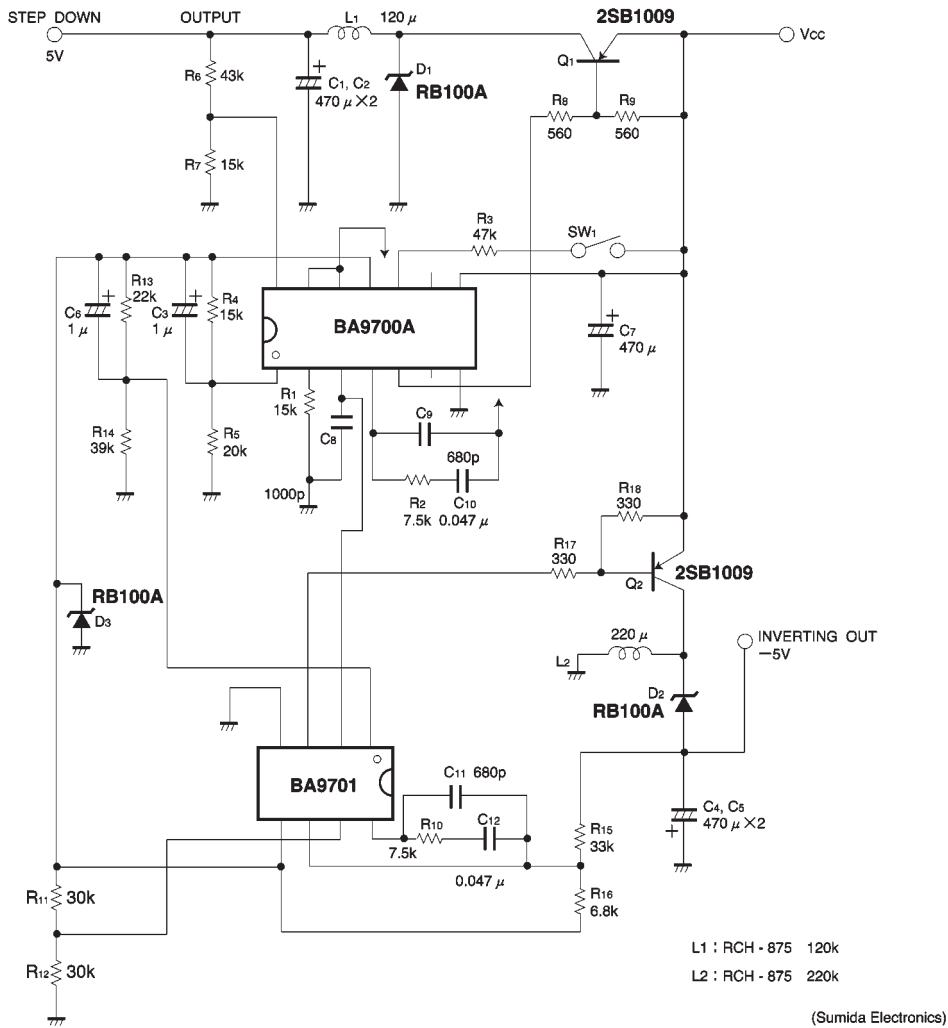 STEP DOWN
OUTPUT
L1
120 μ
2SB1009
Vcc
5V
Q1
D1
RB100A
R6
43k
C1, C2
470 μ×2
R8
560
R9
560
R7
15k
R3
47k
SW1
R13
22k
C6
1 μ
C3
1 μ
R4
15k
BA9700A
C7
470 μ
R1
15k
C8
C9
680p
R14
39k
R5
20k
1000p
R2
7.5k
C10
0.047 μ
R18
330
R17
330
Q2
2SB1009
RB100A
D3
220 μ
L2
INVERTING OUT
−5V
D2
RB100A
BA9701
C11 680p
R10
C12
7.5k
0.047 μ
C4, C5
470 μ×2
R15
33k
R16
6.8k
R11
30k
R12
30k
L1 : RCH - 875 120k
L2 : RCH - 875 220k
(Sumida Electronics)